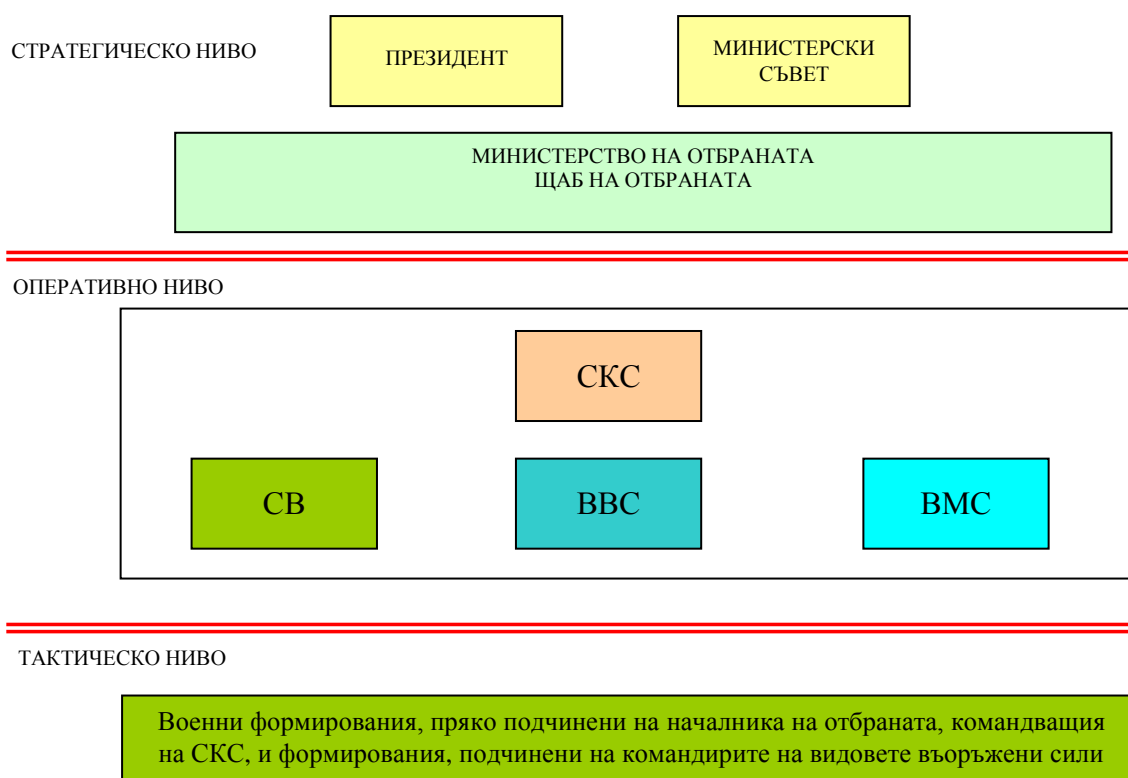 СТРАТЕГИЧЕСКО НИВО
ПРЕЗИДЕНТ
МИНИСТЕРСКИ
СЪВЕТ
МИНИСТЕРСТВО НА ОТБРАНАТА
ЩАБ НА ОТБРАНАТА
ОПЕРАТИВНО НИВО
СКС
СВ
ВВС
ВМС
ТАКТИЧЕСКО НИВО
Военни формирования, пряко подчинени на началника на отбраната, командващия
на СКС, и формирования, подчинени на командирите на видовете въоръжени сили